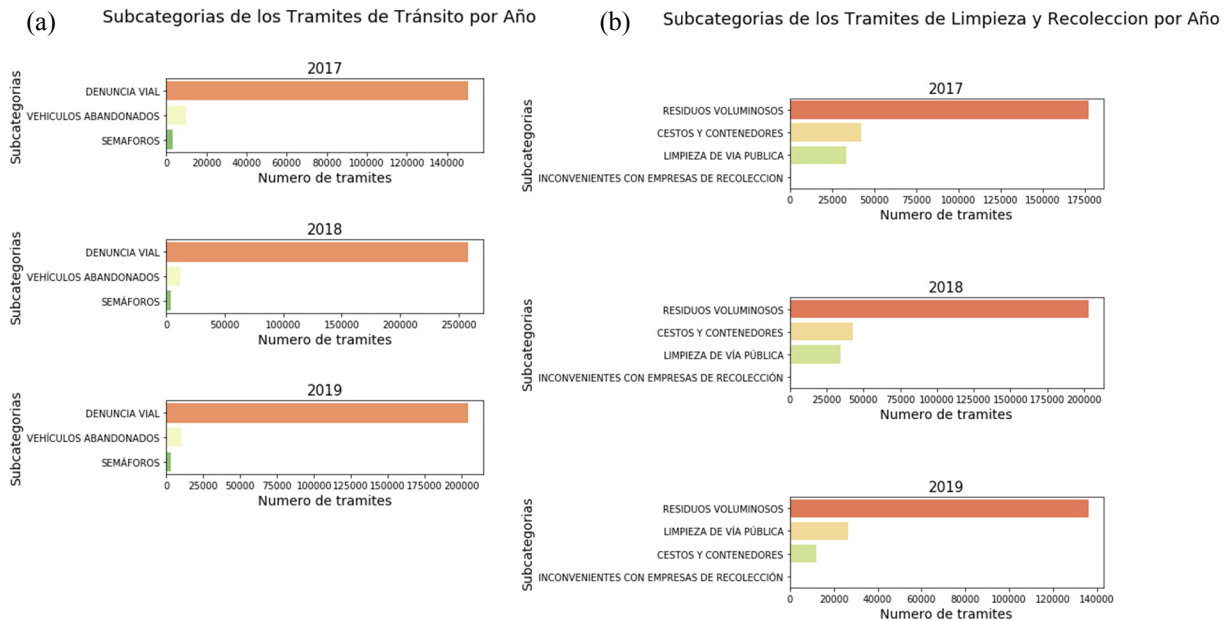 (a)
Subcategorias de los Tramites de Tránsito por Año
2017
Subcategorias
DENUNCIA VIAL
VEHICULOS ABANDONADOS
SEMAFOROS
0 20000 40000 60000 80000 100000 120000 140000
Numero de tramites
2018
Subcategorias
DENUNCIA VIAL
VEHÍCULOS ABANDONADOS
SEMÁFOROS
0 50000 100000 150000 200000 250000
Numero de tramites
2019
Subcategorias
DENUNCIA VIAL
VEHÍCULOS ABANDONADOS
SEMÁFOROS
0 25000 50000 75000 100000 125000 150000 175000 200000
Numero de tramites
(b)
Subcategorias de los Tramites de Limpieza y Recoleccion por Año
2017
Subcategorias
RESIDUOS VOLUMINOSOS
CESTOS Y CONTENEDORES
LIMPIEZA DE VIA PUBLICA
INCONVENIENTES CON EMPRESAS DE RECOLECCION
0 25000 50000 75000 100000 125000 150000 175000
Numero de tramites
2018
Subcategorias
RESIDUOS VOLUMINOSOS
CESTOS Y CONTENEDORES
LIMPIEZA DE VÍA PÚBLICA
INCONVENIENTES CON EMPRESAS DE RECOLECCIÓN
0 25000 50000 75000 100000 125000 150000 175000 200000
Numero de tramites
2019
Subcategorias
RESIDUOS VOLUMINOSOS
LIMPIEZA DE VÍA PÚBLICA
CESTOS Y CONTENEDORES
INCONVENIENTES CON EMPRESAS DE RECOLECCIÓN
0 20000 40000 60000 80000 100000 120000 140000
Numero de tramites